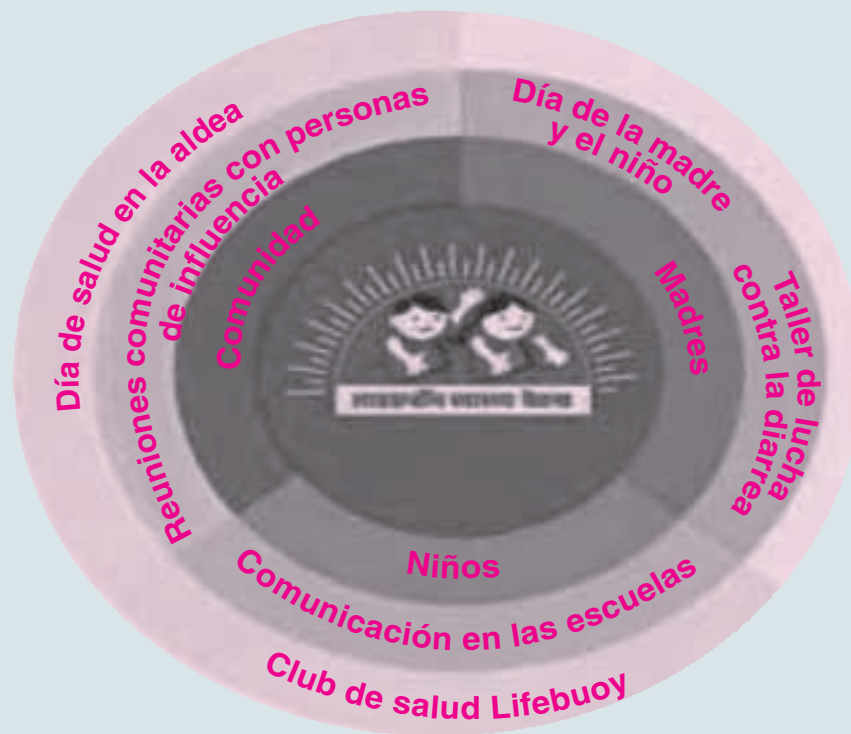 Día de salud en la aldea
Reuniones comunitarias con personas
de influencia
Comunidad
Día de la madre
y el niño
Madres
Taller de lucha
contra la diarrea
Niños
Comunicación en las escuelas
Club de salud Lifebuoy